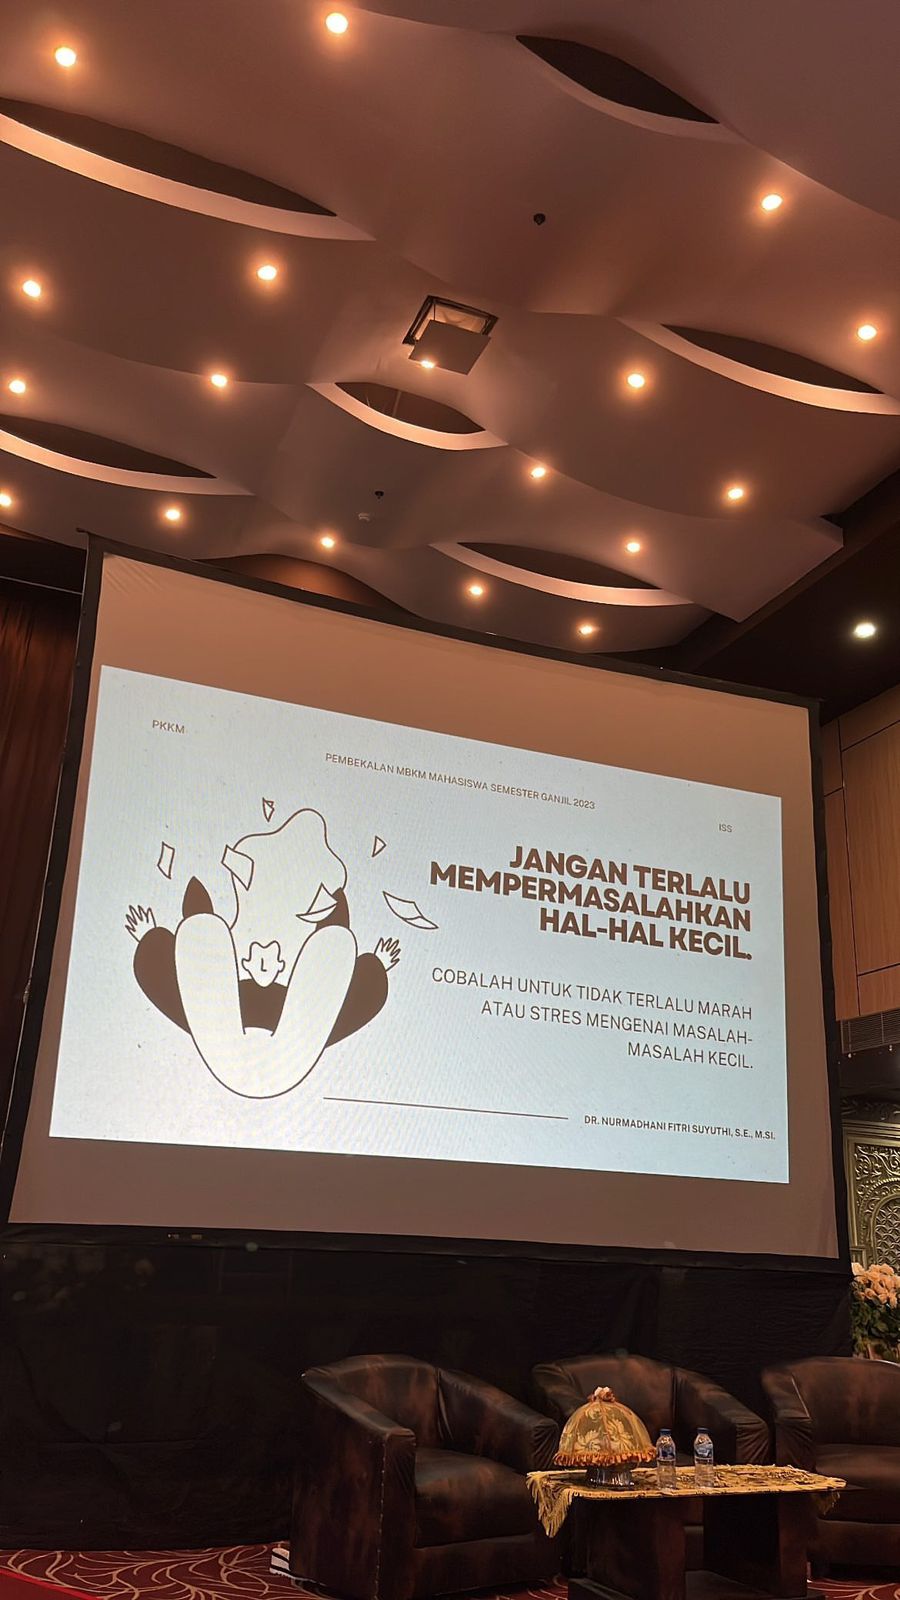 PKKM
PEMBEKALAN MBKM MAHASISWA SEMESTER GANJIL 2023
ISS
JANGAN TERLALU
MEMPERMASALAHKAN
HAL-HAL KECIL.
COBALAH UNTUK TIDAK TERLALU MARAH
ATAU STRES MENGENAI MASALAH-
MASALAH KECIL.
DR. NURMADHANI FITRI SUYUTHI, S.E., M.SI.